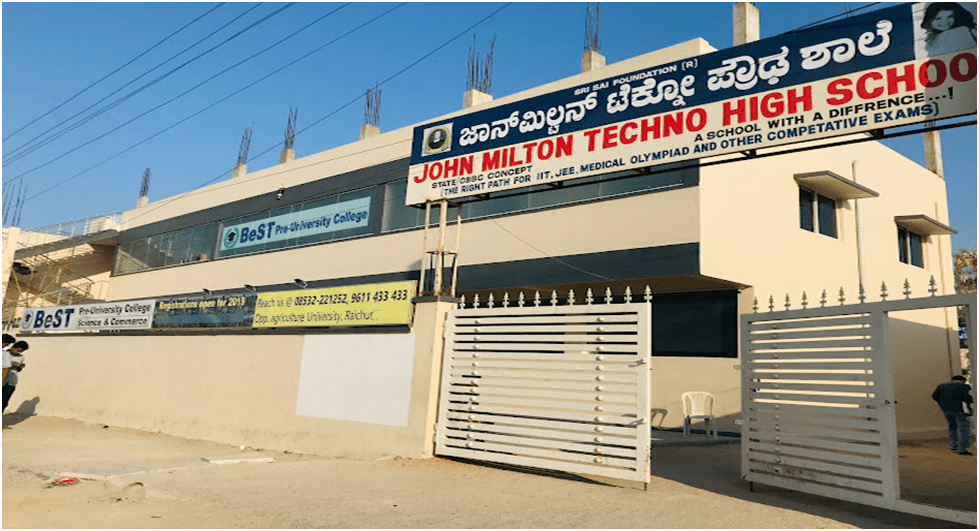 SRI SAI FOUNDATION (R)
ಜಾನ್‌ಮಿಲ್ಟನ್ ಟೆಕ್ನೋ ಪ್ರೌಢ ಶಾಲೆ
JOHN MILTON TECHNO HIGH SCHOO
A SCHOOL WITH A DIFFRENCE...!
STATE/CBSC CONCEPT
(THE RIGHT PATH FOR IIT, JEE, MEDICAL OLYMPIAD AND OTHER COMPETATIVE EXAMS)
BeST Pre-University College
BeST Pre-University College
Science & Commerce
Registrations open for 2019
Reach us @ 08532-221252, 9611 433 433
Opp. agriculture University, Raichur,